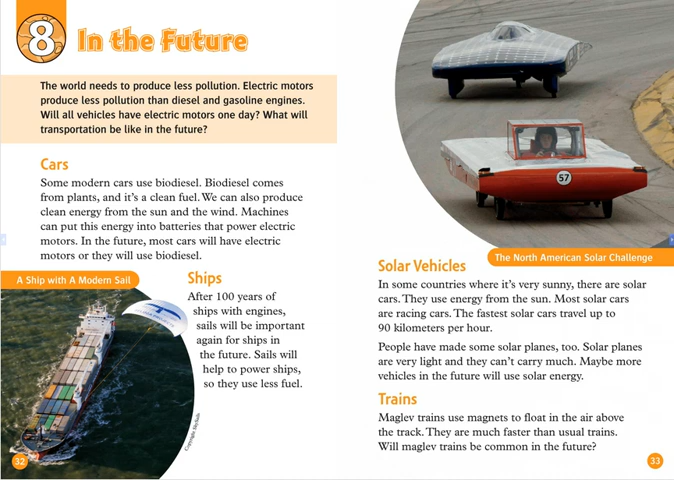 8 In the Future
The world needs to produce less pollution. Electric motors
produce less pollution than diesel and gasoline engines.
Will all vehicles have electric motors one day? What will
transportation be like in the future?
Cars
Some modern cars use biodiesel. Biodiesel comes
from plants, and it's a clean fuel. We can also produce
clean energy from the sun and the wind. Machines
can put this energy into batteries that power electric
motors. In the future, most cars will have electric
motors or they will use biodiesel.
A Ship with A Modern Sail
Ships
After 100 years of
ships with engines,
sails will be important
again for ships in
the future. Sails will
help to power ships,
so they use less fuel.
32
57
The North American Solar Challenge
Solar Vehicles
In some countries where it's very sunny, there are solar
cars. They use energy from the sun. Most solar cars
are racing cars. The fastest solar cars travel up to
90 kilometers per hour.
People have made some solar planes, too. Solar planes
are very light and they can't carry much. Maybe more
vehicles in the future will use solar energy.
Trains
Maglev trains use magnets to float in the air above
the track. They are much faster than usual trains.
Will maglev trains be common in the future?
33